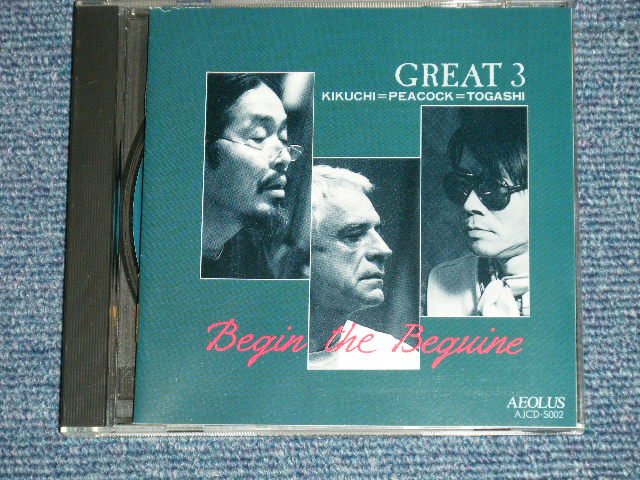 GREAT 3
KIKUCHI=PEACOCK=TOGASHI
Begin the Beguine
AEOLUS
AJCD-S002